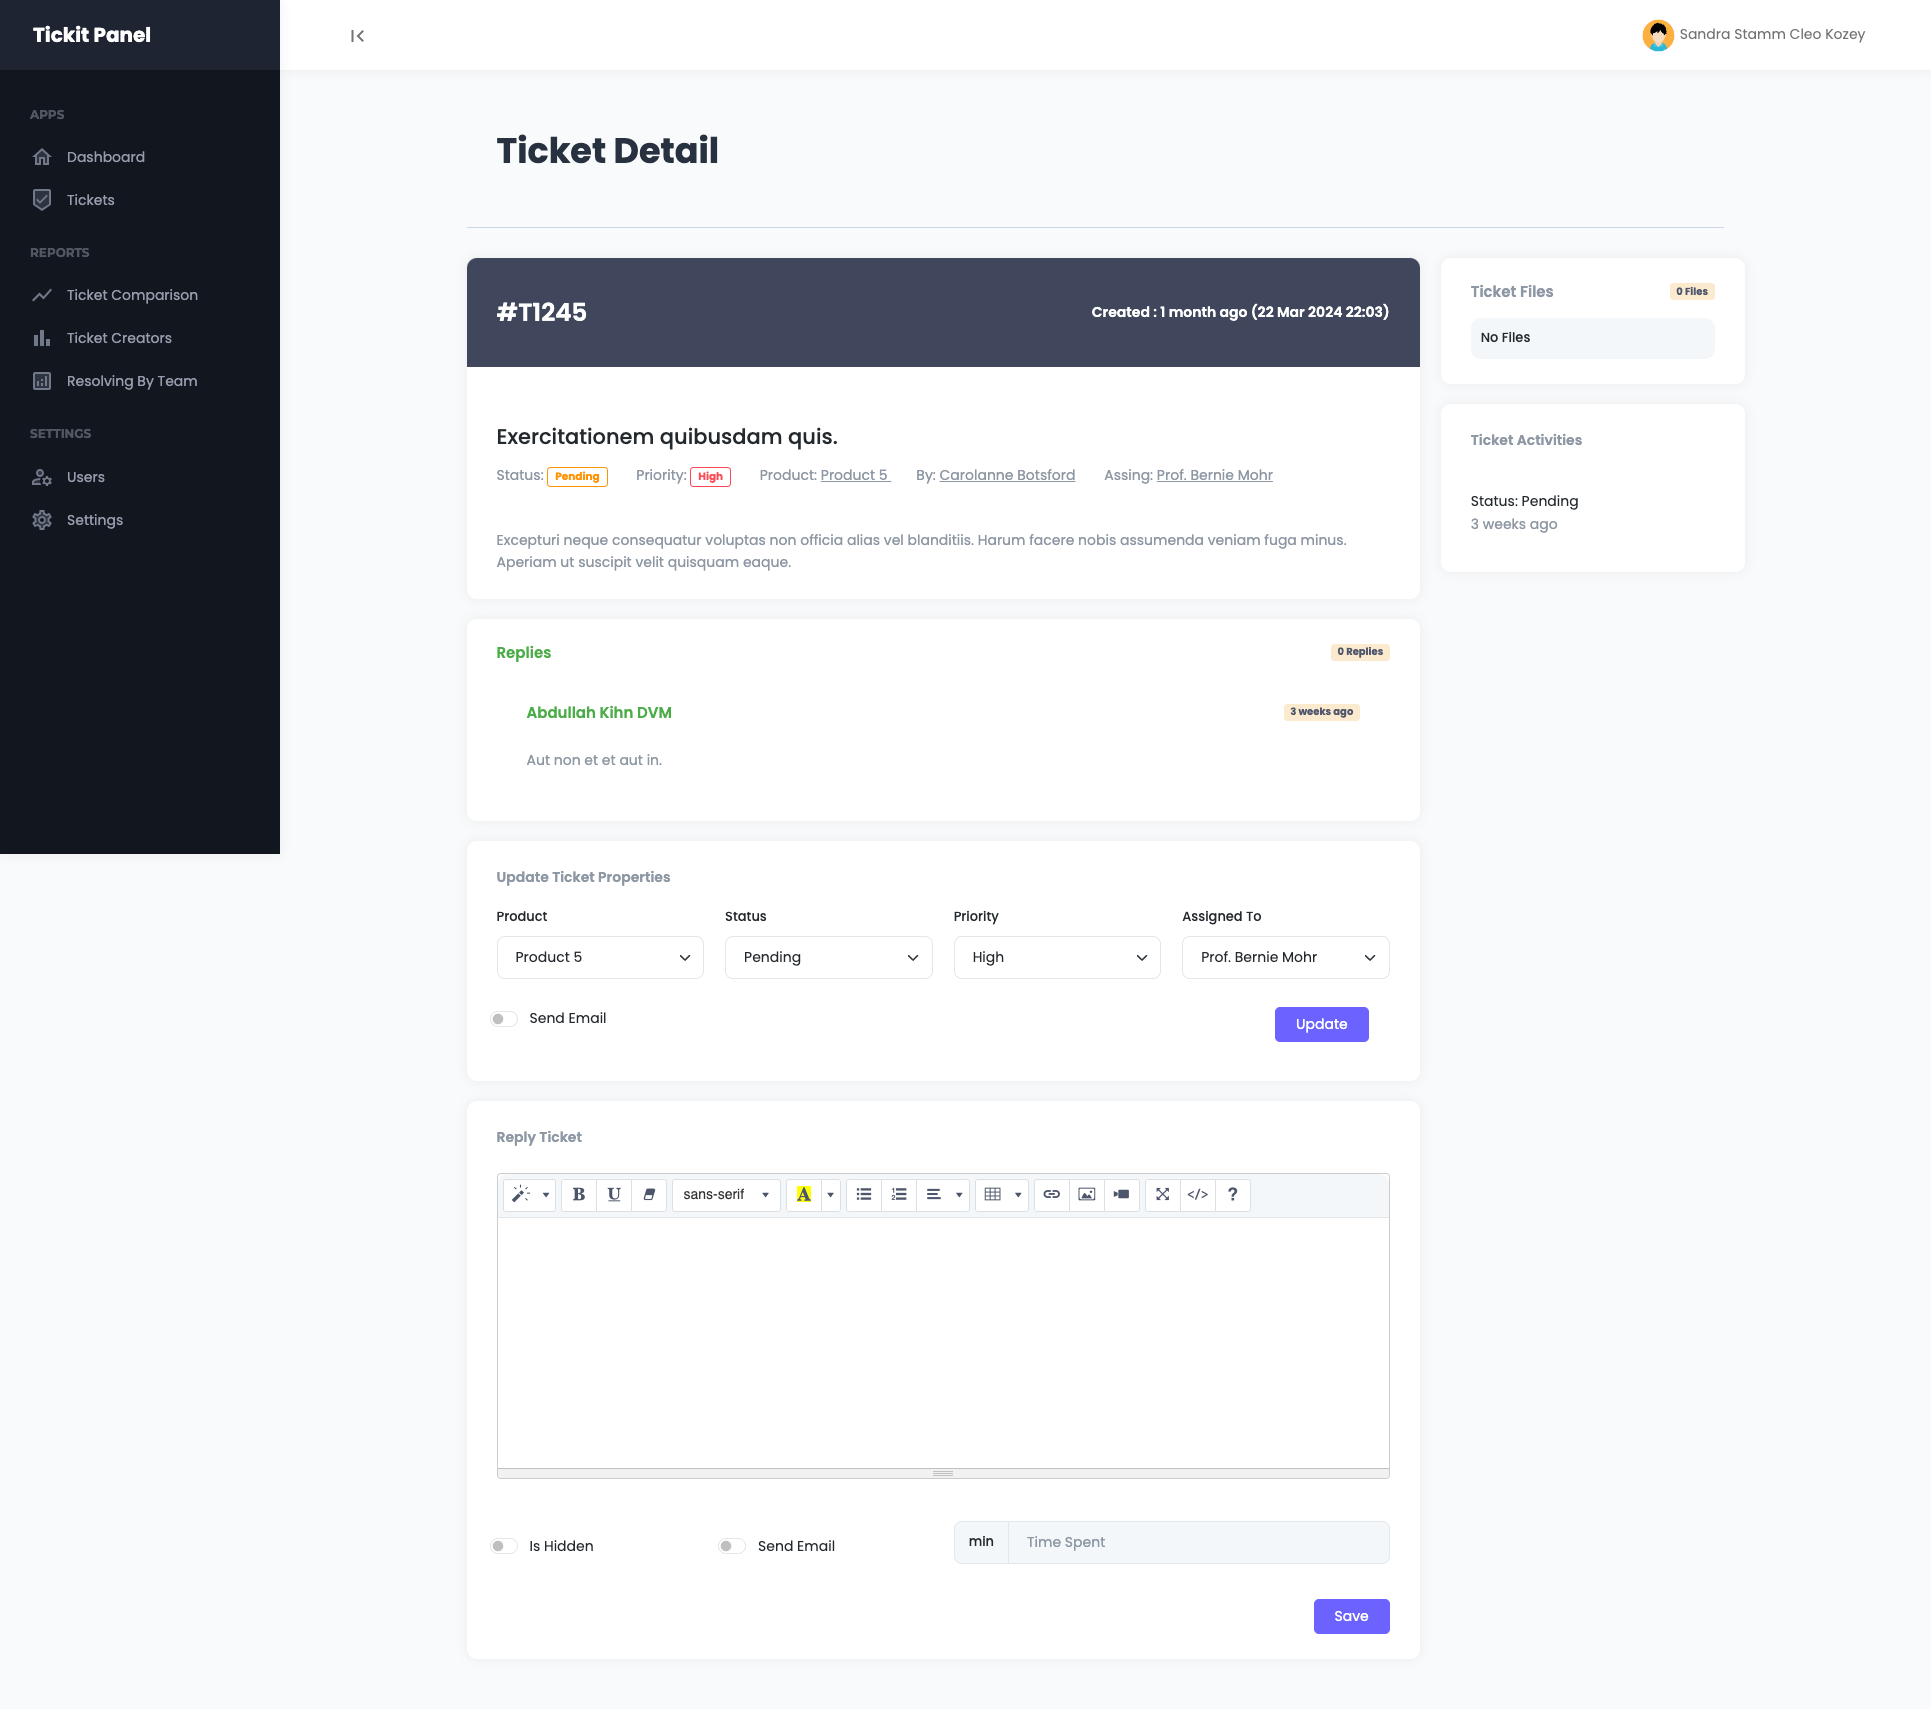 Tickit Panel
Sandra Stamm Cleo Kozey
APPS
Dashboard
Tickets
REPORTS
Ticket Comparison
Ticket Creators
Resolving By Team
SETTINGS
Users
Settings
Ticket Detail
#T1245
Created : 1 month ago (22 Mar 2024 22:03)
Exercitationem quibusdam quis.
Status: Pending Priority: High Product: Product 5 By: Carolanne Botsford Assing: Prof. Bernie Mohr
Excepturi neque consequatur voluptas non officia alias vel blanditiis. Harum facere nobis assumenda veniam fuga minus.
Aperiam ut suscipit velit quisquam eaque.
Ticket Files
0 Files
No Files
Ticket Activities
Status: Pending
3 weeks ago
Replies
0 Replies
Abdullah Kihn DVM
3 weeks ago
Aut non et et aut in.
Update Ticket Properties
Product Status Priority Assigned To
Product 5 Pending High Prof. Bernie Mohr
Send Email
Update
Reply Ticket
B U sans-serif A </> ?
Is Hidden
Send Email
min Time Spent
Save